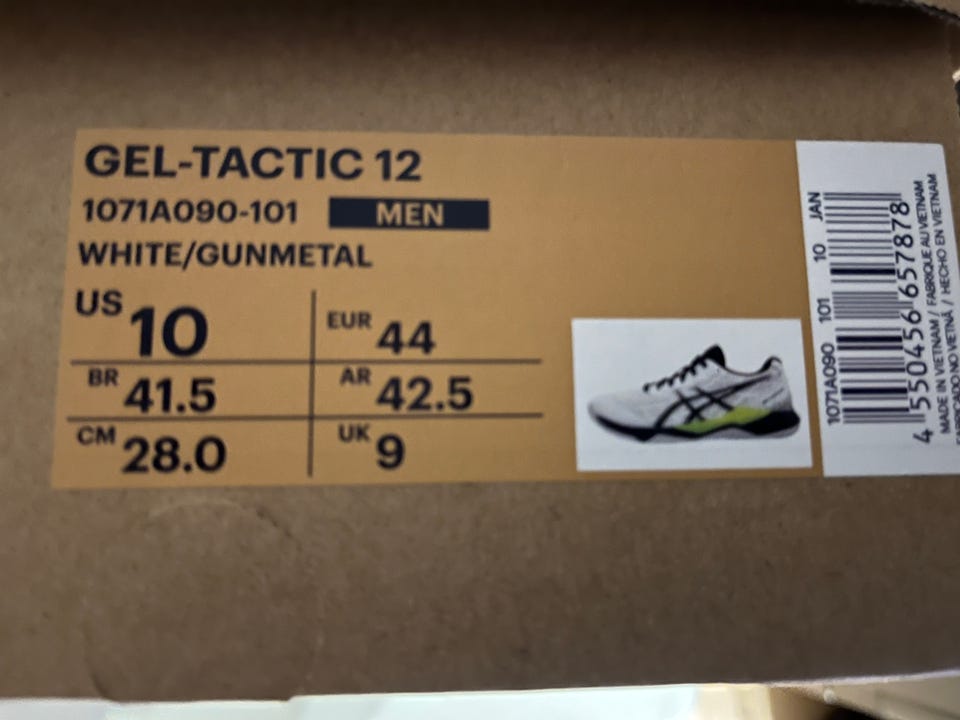 GEL-TACTIC 12
1071A090-101 MEN
WHITE/GUNMETAL
US 10 EUR 44
BR 41.5 AR 42.5
CM 28.0 UK 9
1071A090 101 10 JAN
4 550456 657878
MADE IN VIETNAM / FABRIQUE AU VIETNAM
FABRICADO NO VIETNÃ / HECHO EN VIETNAM